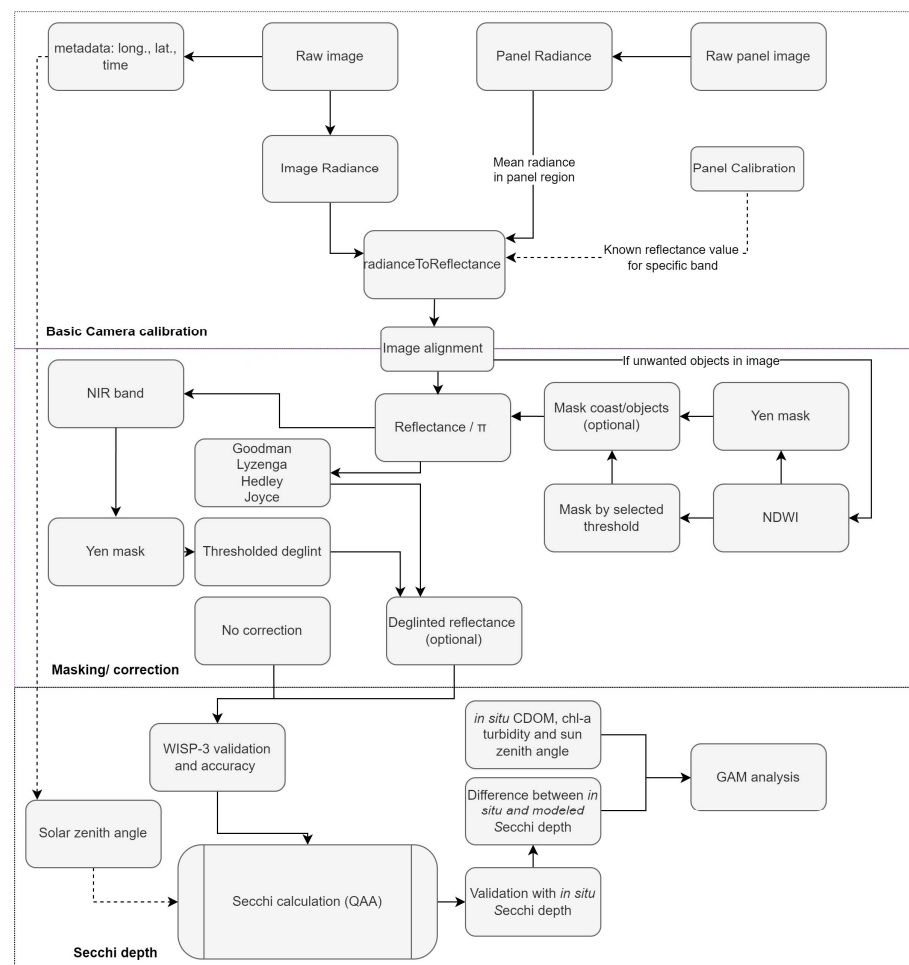 metadata: long., lat.,
time
Raw image
Panel Radiance
Raw panel image
Image Radiance
Mean radiance
in panel region
Panel Calibration
radianceToReflectance
Known reflectance value
for specific band
Basic Camera calibration
Image alignment
If unwanted objects in image
NIR band
Reflectance / π
Mask coast/objects
(optional)
Yen mask
Goodman
Lyzenga
Hedley
Joyce
Mask by selected
threshold
NDWI
Yen mask
Thresholded deglint
No correction
Deglinted reflectance
(optional)
Masking/ correction
in situ CDOM, chl-a
turbidity and sun
zenith angle
WISP-3 validation
and accuracy
GAM analysis
Difference between in
situ and modeled
Secchi depth
Solar zenith angle
Secchi calculation (QAA)
Validation with in situ
Secchi depth
Secchi depth